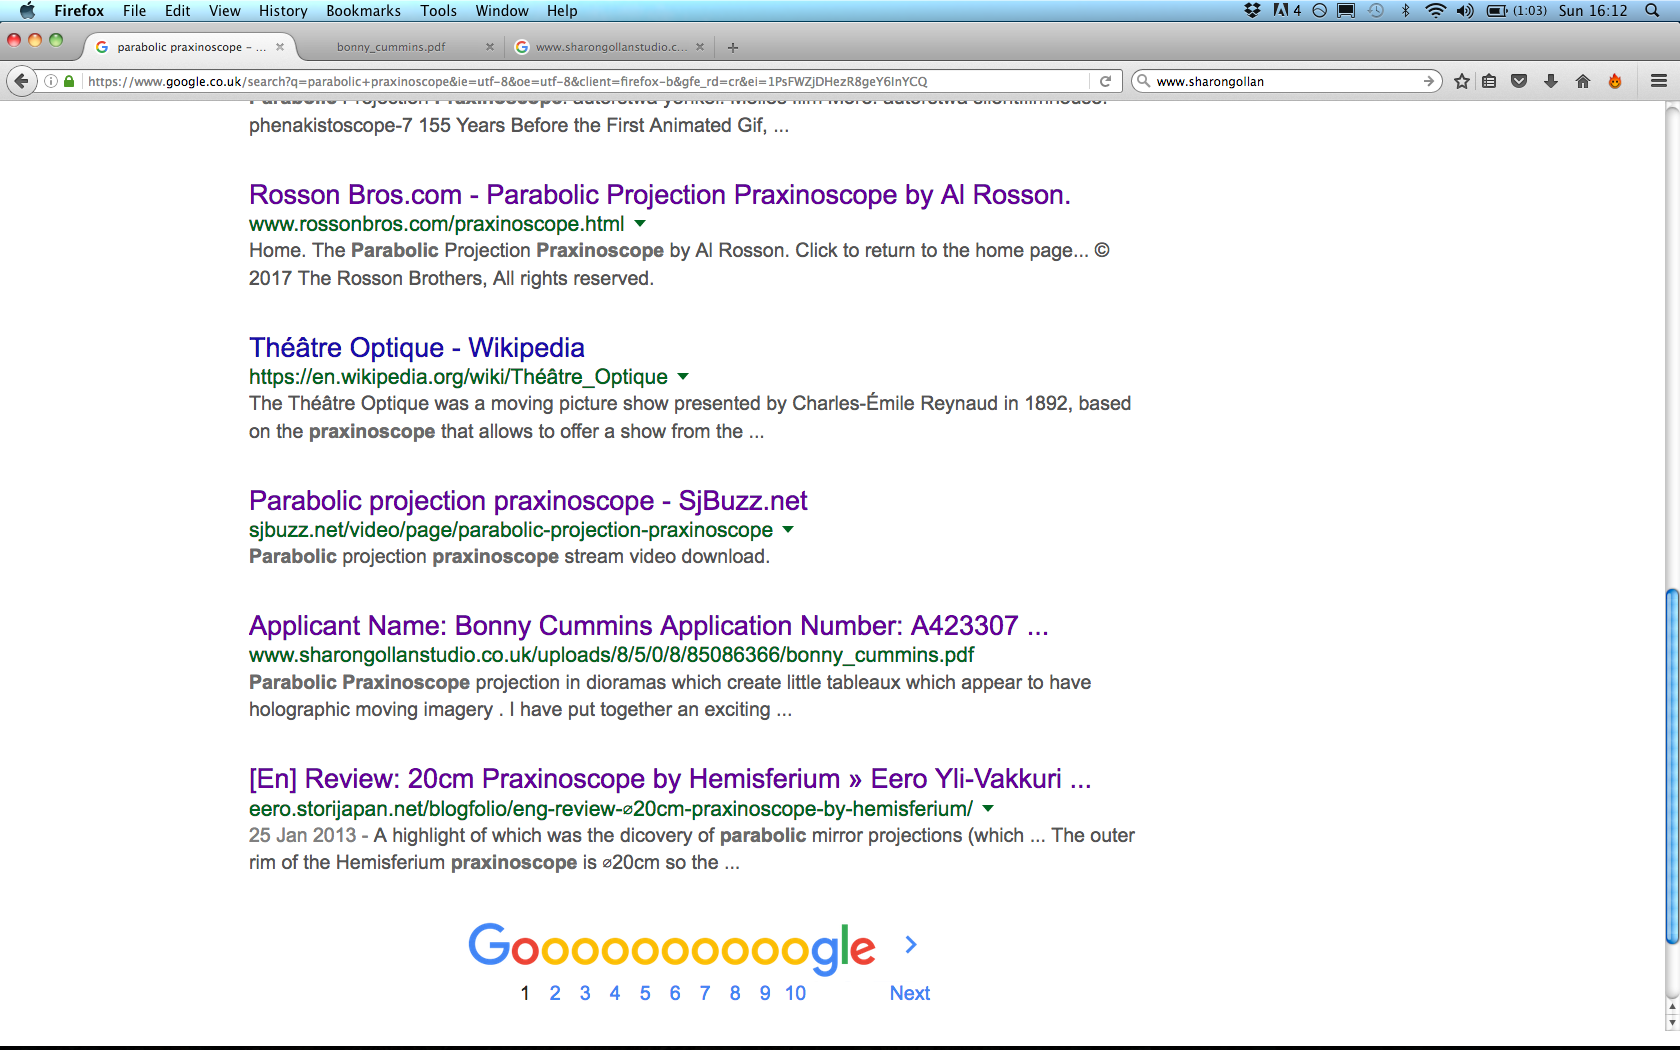 Firefox File Edit View History Bookmarks Tools Window Help 4 (1:03) Sun 16:12
parabolic praxinoscope – ... × bonny_cummins.pdf × www.sharongollanstudio.c... × +
https://www.google.co.uk/search?q=parabolic+praxinoscope&ie=utf-8&oe=utf-8&client=firefox-b&gfe_rd=cr&ei=1PsFWZjDHezR8geY6InYCQ www.sharongollan
Parabolic Projection Praxinoscope.
phenakistoscope-7 155 Years Before the First Animated Gif, ...
Rosson Bros.com - Parabolic Projection Praxinoscope by Al Rosson.
www.rossonbros.com/praxinoscope.html
Home. The Parabolic Projection Praxinoscope by Al Rosson. Click to return to the home page... ©
2017 The Rosson Brothers, All rights reserved.
Théâtre Optique - Wikipedia
https://en.wikipedia.org/wiki/Théâtre_Optique
The Théâtre Optique was a moving picture show presented by Charles-Émile Reynaud in 1892, based
on the praxinoscope that allows to offer a show from the ...
Parabolic projection praxinoscope - SjBuzz.net
sjbuzz.net/video/page/parabolic-projection-praxinoscope
Parabolic projection praxinoscope stream video download.
Applicant Name: Bonny Cummins Application Number: A423307 ...
www.sharongollanstudio.co.uk/uploads/8/5/0/8/85086366/bonny_cummins.pdf
Parabolic Praxinoscope projection in dioramas which create little tableaux which appear to have
holographic moving imagery . I have put together an exciting ...
[En] Review: 20cm Praxinoscope by Hemisferium » Eero Yli-Vakkuri ...
eero.storijapan.net/blogfolio/eng-review-⌀20cm-praxinoscope-by-hemisferium/
25 Jan 2013 - A highlight of which was the dicovery of parabolic mirror projections (which ... The outer
rim of the Hemisferium praxinoscope is ⌀20cm so the ...
Goooooooooogle >
1 2 3 4 5 6 7 8 9 10 Next